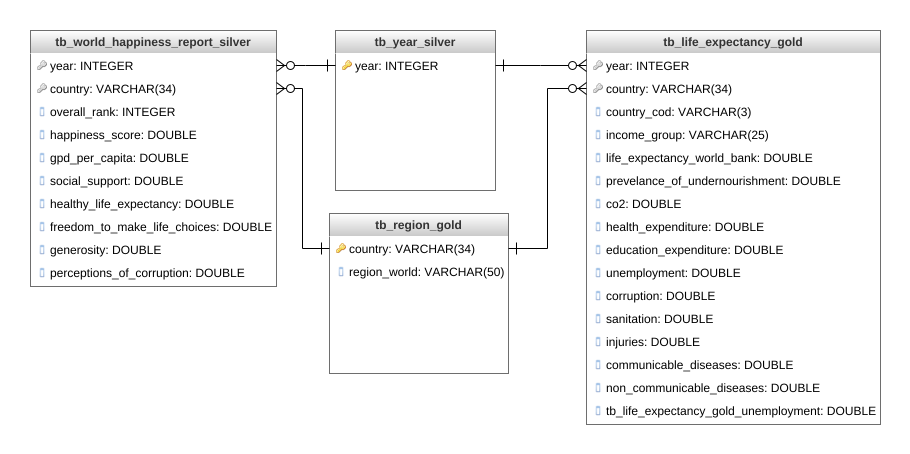 tb_world_happiness_report_silver
year: INTEGER
country: VARCHAR(34)
overall_rank: INTEGER
happiness_score: DOUBLE
gpd_per_capita: DOUBLE
social_support: DOUBLE
healthy_life_expectancy: DOUBLE
freedom_to_make_life_choices: DOUBLE
generosity: DOUBLE
perceptions_of_corruption: DOUBLE
tb_year_silver
year: INTEGER
tb_region_gold
country: VARCHAR(34)
region_world: VARCHAR(50)
tb_life_expectancy_gold
year: INTEGER
country: VARCHAR(34)
country_cod: VARCHAR(3)
income_group: VARCHAR(25)
life_expectancy_world_bank: DOUBLE
prevelance_of_undernourishment: DOUBLE
co2: DOUBLE
health_expenditure: DOUBLE
education_expenditure: DOUBLE
unemployment: DOUBLE
corruption: DOUBLE
sanitation: DOUBLE
injuries: DOUBLE
communicable_diseases: DOUBLE
non_communicable_diseases: DOUBLE
tb_life_expectancy_gold_unemployment: DOUBLE